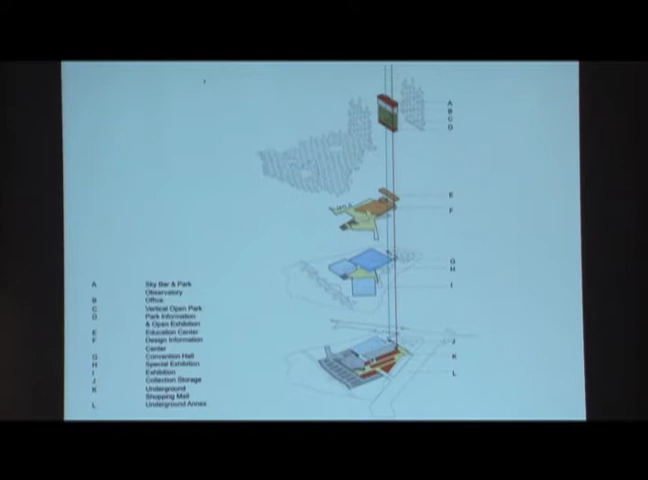 A
B
C
D
E
F
G
H
I
J
K
L
A Sky Bar & Park
Observatory
B Office
C Vertical Open Park
D Park Information
& Open Exhibition
E Education Center
F Design Information
Center
G Convention Hall
H Special Exhibition
I Exhibition
J Collection Storage
K Underground
Shopping Mall
L Underground Annex